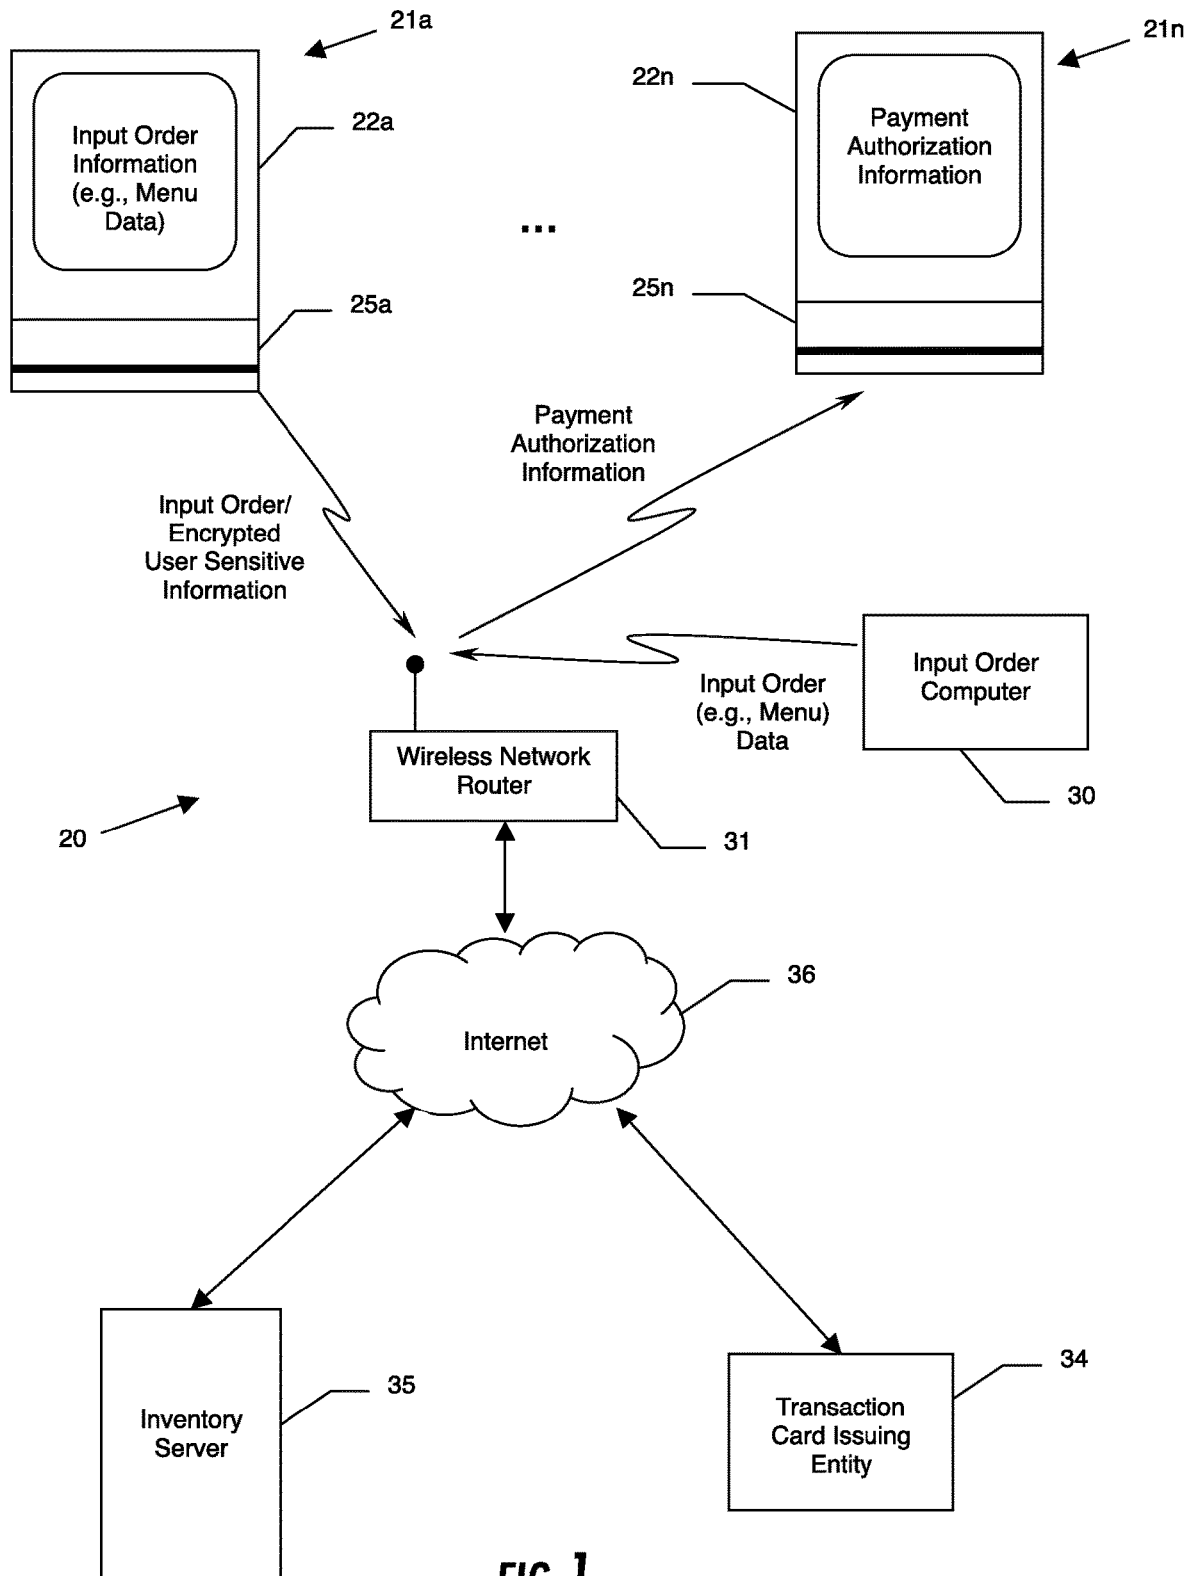 21a
21n
22n
Payment
Authorization
Information
22a
Input Order
Information
(e.g., Menu
Data)
...
25n
25a
Payment
Authorization
Information
Input Order/
Encrypted
User Sensitive
Information
Input Order
Computer
Input Order
(e.g., Menu)
Data
Wireless Network
Router
30
20
31
36
Internet
34
35
Transaction
Card Issuing
Entity
Inventory
Server
FIG. 1